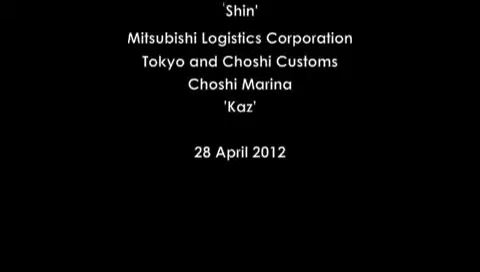 'Shin'
Mitsubishi Logistics Corporation
Tokyo and Choshi Customs
Choshi Marina
'Kaz'
28 April 2012